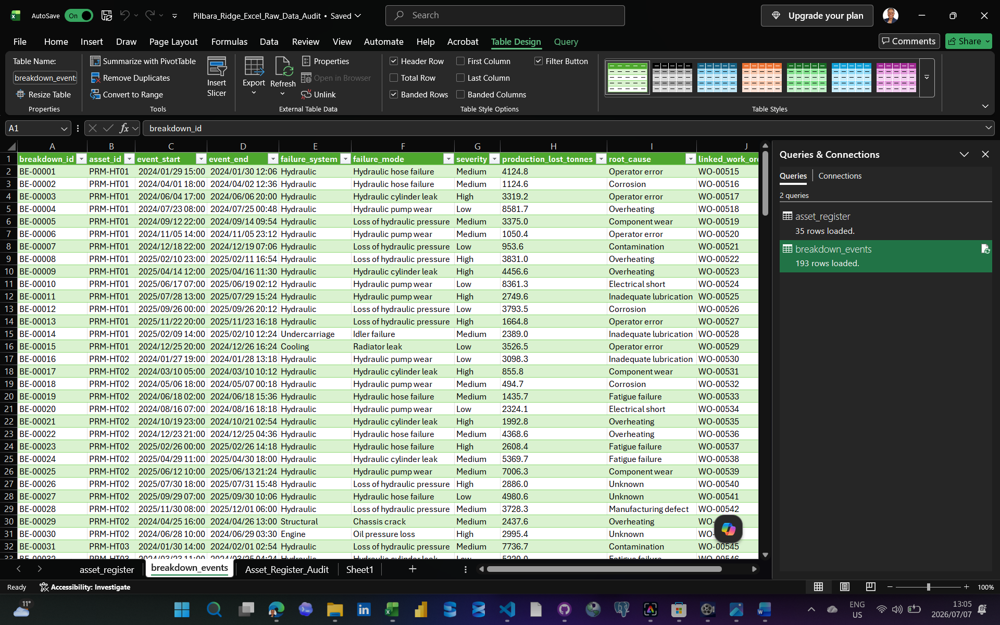 AutoSave On Pilbara_Ridge_Excel_Raw_Data_Audit • Saved Search Upgrade your plan
File Home Insert Draw Page Layout Formulas Data Review View Automate Help Acrobat Table Design Query Comments Share
Table Name: Summarize with PivotTable Insert Slicer Export Refresh Properties Header Row First Column Filter Button
breakdown_event Remove Duplicates Open in Browser Total Row Last Column
Resize Table Convert to Range Unlink Banded Rows Banded Columns
Properties Tools External Table Data Table Style Options Table Styles
A1 fx breakdown_id
A B C D E F G H I J
1 breakdown_id asset_id event_start event_end failure_system failure_mode severity production_lost_tonnes root_cause linked_work_or
2 BE-00001 PRM-HT01 2024/01/29 15:00 2024/01/30 12:06 Hydraulic Hydraulic hose failure Medium 4124.8 Operator error WO-00515
3 BE-00002 PRM-HT01 2024/04/01 18:00 2024/04/02 12:36 Hydraulic Hydraulic hose failure Medium 1124.6 Corrosion WO-00516
4 BE-00003 PRM-HT01 2024/06/04 17:00 2024/06/06 20:00 Hydraulic Hydraulic cylinder leak High 3319.2 Operator error WO-00517
5 BE-00004 PRM-HT01 2024/07/23 08:00 2024/07/25 00:48 Hydraulic Hydraulic pump wear Low 8581.7 Overheating WO-00518
6 BE-00005 PRM-HT01 2024/09/12 22:00 2024/09/14 09:54 Hydraulic Loss of hydraulic pressure Medium 3375.0 Component wear WO-00519
7 BE-00006 PRM-HT01 2024/11/05 14:00 2024/11/05 23:12 Hydraulic Hydraulic pump wear Medium 1050.4 Operator error WO-00520
8 BE-00007 PRM-HT01 2024/12/18 22:00 2024/12/19 07:06 Hydraulic Loss of hydraulic pressure Low 953.6 Contamination WO-00521
9 BE-00008 PRM-HT01 2025/02/10 23:00 2025/02/11 16:54 Hydraulic Loss of hydraulic pressure High 3831.0 Overheating WO-00522
10 BE-00009 PRM-HT01 2025/04/14 12:00 2025/04/16 11:30 Hydraulic Hydraulic cylinder leak High 4456.6 Overheating WO-00523
11 BE-00010 PRM-HT01 2025/06/17 07:00 2025/06/19 02:12 Hydraulic Hydraulic pump wear Low 8361.3 Electrical short WO-00524
12 BE-00011 PRM-HT01 2025/07/28 13:00 2025/07/29 15:24 Hydraulic Hydraulic pump wear High 2749.6 Inadequate lubrication WO-00525
13 BE-00012 PRM-HT01 2025/09/26 00:00 2025/09/26 20:12 Hydraulic Loss of hydraulic pressure Low 3793.5 Corrosion WO-00526
14 BE-00013 PRM-HT01 2025/11/22 20:00 2025/11/23 16:18 Hydraulic Loss of hydraulic pressure High 1664.8 Operator error WO-00527
15 BE-00014 PRM-HT01 2025/02/09 14:00 2025/02/10 12:24 Undercarriage Idler failure Medium 2389.0 Inadequate lubrication WO-00528
16 BE-00015 PRM-HT01 2024/12/25 20:00 2024/12/26 16:24 Cooling Radiator leak Low 3526.5 Operator error WO-00529
17 BE-00016 PRM-HT02 2024/01/27 19:00 2024/01/28 13:18 Hydraulic Hydraulic pump wear Low 3098.3 Inadequate lubrication WO-00530
18 BE-00017 PRM-HT02 2024/03/10 05:00 2024/03/10 10:12 Hydraulic Hydraulic cylinder leak High 855.8 Component wear WO-00531
19 BE-00018 PRM-HT02 2024/05/06 18:00 2024/05/07 00:18 Hydraulic Hydraulic pump wear Medium 494.7 Corrosion WO-00532
20 BE-00019 PRM-HT02 2024/06/18 02:00 2024/06/18 15:36 Hydraulic Hydraulic hose failure Medium 1435.7 Fatigue failure WO-00533
21 BE-00020 PRM-HT02 2024/08/16 07:00 2024/08/16 18:18 Hydraulic Hydraulic pump wear Low 2324.1 Electrical short WO-00534
22 BE-00021 PRM-HT02 2024/10/19 23:00 2024/10/21 02:54 Hydraulic Hydraulic cylinder leak High 1992.8 Overheating WO-00535
23 BE-00022 PRM-HT02 2024/12/23 21:00 2024/12/25 04:36 Hydraulic Hydraulic hose failure Medium 4368.6 Overheating WO-00536
24 BE-00023 PRM-HT02 2025/02/26 00:00 2025/02/26 14:18 Hydraulic Hydraulic hose failure High 2608.4 Fatigue failure WO-00537
25 BE-00024 PRM-HT02 2025/04/29 11:00 2025/04/30 18:00 Hydraulic Hydraulic cylinder leak Medium 5369.7 Fatigue failure WO-00538
26 BE-00025 PRM-HT02 2025/06/12 10:00 2025/06/13 21:24 Hydraulic Hydraulic pump wear Medium 7006.3 Component wear WO-00539
27 BE-00026 PRM-HT02 2025/07/30 18:00 2025/07/31 15:48 Hydraulic Loss of hydraulic pressure High 2886.0 Unknown WO-00540
28 BE-00027 PRM-HT02 2025/09/29 07:00 2025/09/30 10:06 Hydraulic Hydraulic hose failure Low 4980.6 Unknown WO-00541
29 BE-00028 PRM-HT02 2025/11/30 08:00 2025/12/01 06:00 Hydraulic Loss of hydraulic pressure Medium 3728.3 Manufacturing defect WO-00542
30 BE-00029 PRM-HT02 2024/04/25 16:00 2024/04/26 13:00 Structural Chassis crack Medium 2437.6 Overheating WO-
31 BE-00030 PRM-HT02 2024/06/28 10:00 2024/06/29 03:30 Engine Oil pressure loss High 2995.4 Unknown WO-
32 BE-00031 PRM-HT03 2024/01/30 14:00 2024/02/01 02:54 Hydraulic Loss of hydraulic pressure Medium 7736.7 Contamination WO-00545
Queries & Connections
Queries Connections
2 queries
asset_register
35 rows loaded.
breakdown_events
193 rows loaded.
asset_register breakdown_events Asset_Register_Audit Sheet1
Ready Accessibility: Investigate 100%
11° ENG US 13:05 2026/07/07